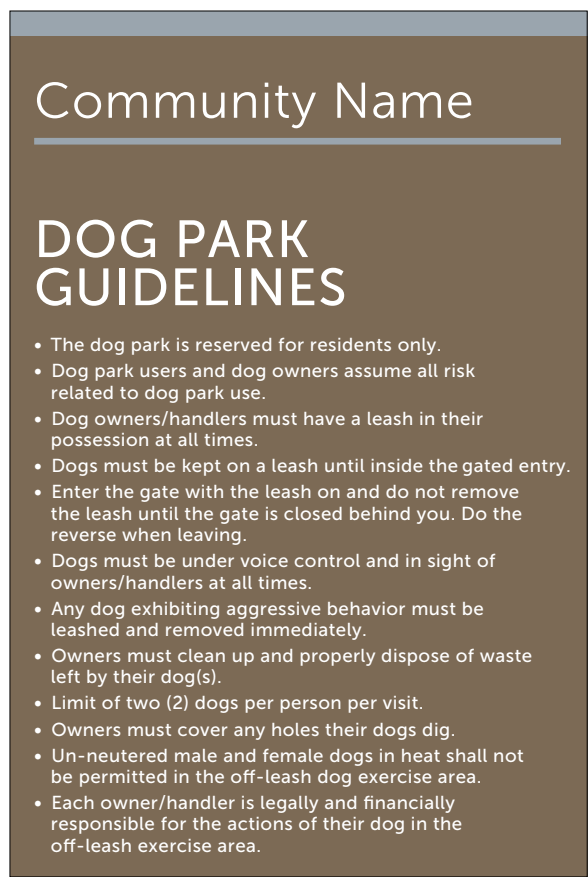 Community Name
DOG PARK
GUIDELINES
• The dog park is reserved for residents only.
• Dog park users and dog owners assume all risk
related to dog park use.
• Dog owners/handlers must have a leash in their
possession at all times.
• Dogs must be kept on a leash until inside the gated entry.
• Enter the gate with the leash on and do not remove
the leash until the gate is closed behind you. Do the
reverse when leaving.
• Dogs must be under voice control and in sight of
owners/handlers at all times.
• Any dog exhibiting aggressive behavior must be
leashed and removed immediately.
• Owners must clean up and properly dispose of waste
left by their dog(s).
• Limit of two (2) dogs per person per visit.
• Owners must cover any holes their dogs dig.
• Un-neutered male and female dogs in heat shall not
be permitted in the off-leash dog exercise area.
• Each owner/handler is legally and financially
responsible for the actions of their dog in the
off-leash exercise area.